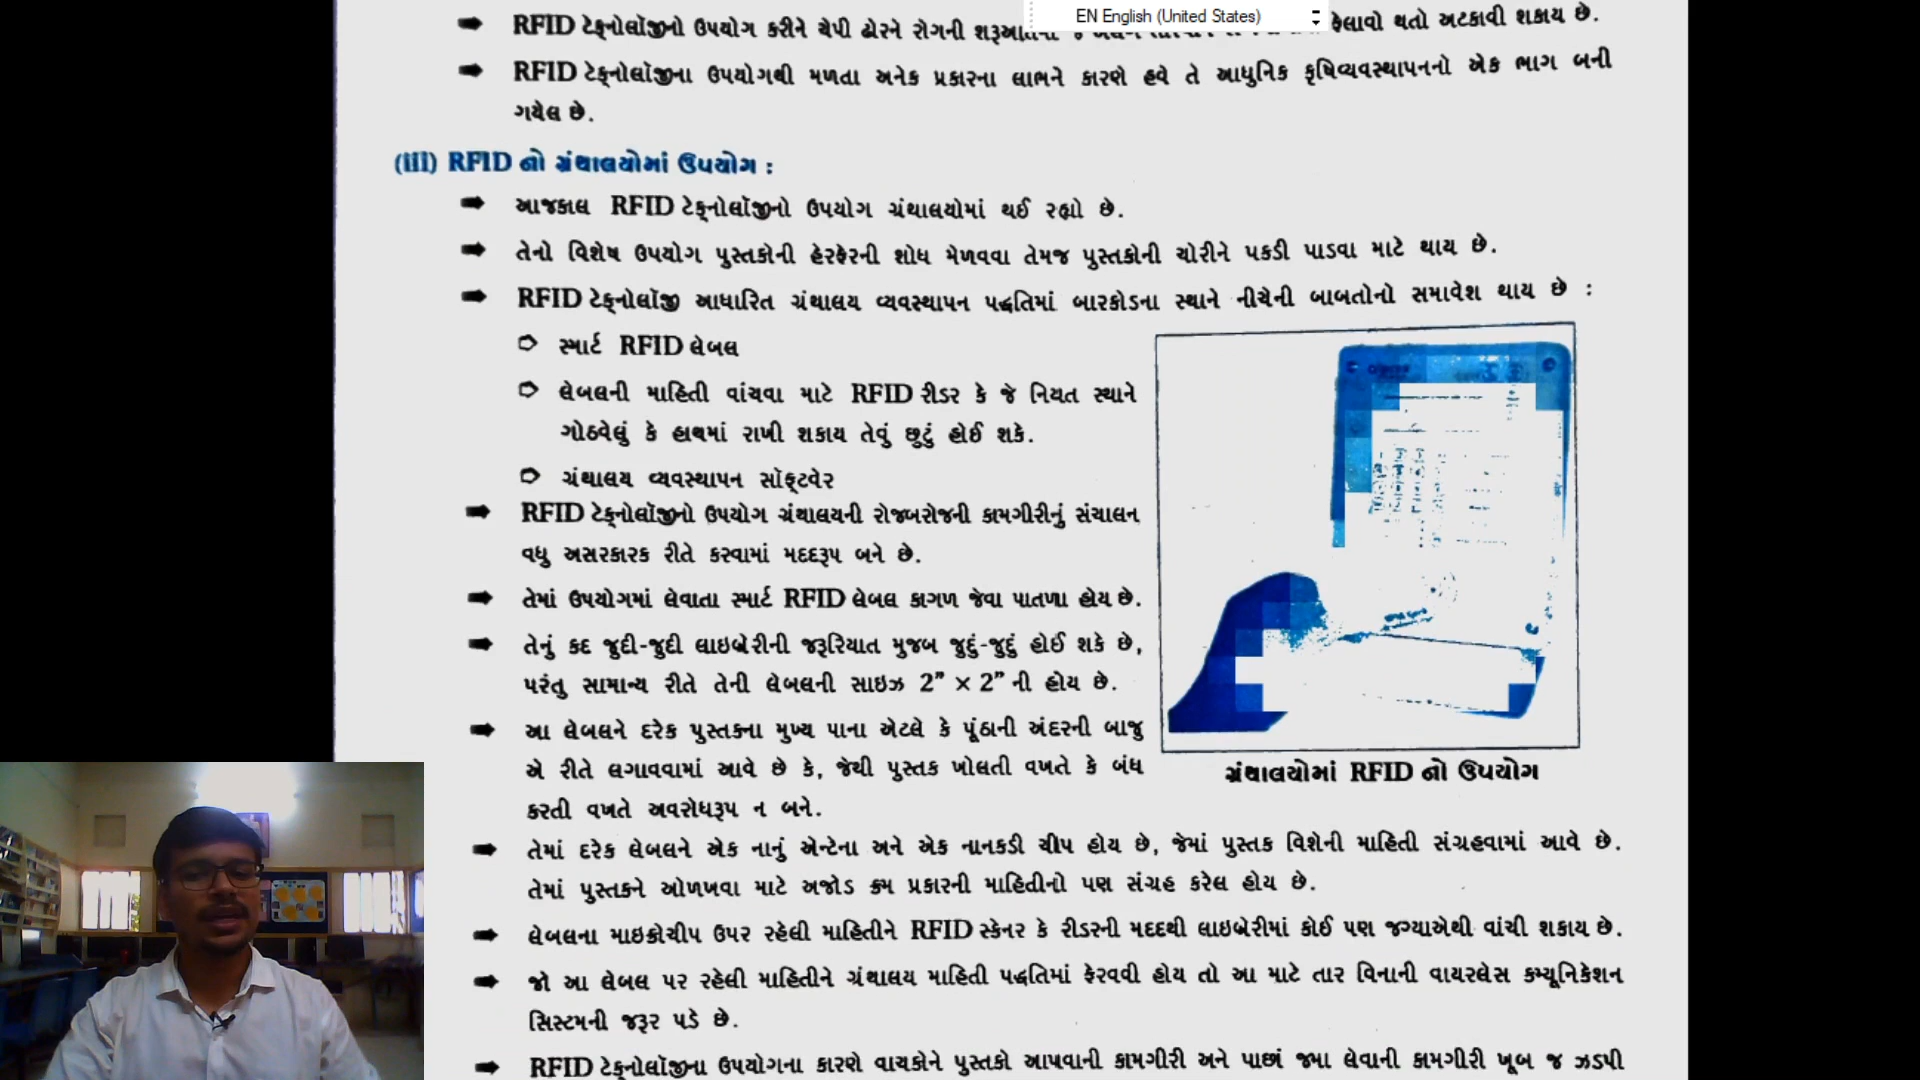 RFID ટેક્નોલૉજીનો ઉપયોગ કરીને ચેપી ઢોરને રોગની ફેલાવો થતો અટકાવી શકાય છે.
EN English (United States)
RFID ટેક્નોલૉજીના ઉપયોગથી મળતા અનેક પ્રકારના લાભને કારણે હવે તે આધુનિક કૃષિવ્યવસ્થાપનનો એક ભાગ બની
ગયેલ છે.
(iii) RFID નો ગ્રંથાલયોમાં ઉપયોગ :
આજકાલ RFID ટેક્નોલૉજીનો ઉપયોગ ગ્રંથાલયોમાં થઈ રહ્યો છે.
તેનો વિશેષ ઉપયોગ પુસ્તકોની હેરફેરની શોધ મેળવવા તેમજ પુસ્તકોની ચોરીને પકડી પાડવા માટે થાય છે.
RFID ટેક્નોલૉજી આધારિત ગ્રંથાલય વ્યવસ્થાપન પદ્ધતિમાં બારકોડના સ્થાને નીચેની બાબતોનો સમાવેશ થાય છે :
સ્માર્ટ RFID લેબલ
લેબલની માહિતી વાંચવા માટે RFID રીડર કે જે નિયત સ્થાને
ગોઠવેલું કે હાથમાં રાખી શકાય તેવું છુટું હોઈ શકે.
ગ્રંથાલય વ્યવસ્થાપન સૉફ્ટવેર
RFID ટેક્નોલૉજીનો ઉપયોગ ગ્રંથાલયની રોજબરોજની કામગીરીનું સંચાલન
વધુ અસરકારક રીતે કરવામાં મદદરૂપ બને છે.
તેમાં ઉપયોગમાં લેવાતા સ્માર્ટ RFID લેબલ કાગળ જેવા પાતળા હોય છે.
તેનું કદ જુદી-જુદી લાઇબ્રેરીની જરૂરિયાત મુજબ જુદું-જુદું હોઈ શકે છે,
પરંતુ સામાન્ય રીતે તેની લેબલની સાઇઝ 2” × 2” ની હોય છે.
આ લેબલને દરેક પુસ્તકના મુખ્ય પાના એટલે કે પૂંઠાની અંદરની બાજુ
એ રીતે લગાવવામાં આવે છે કે, જેથી પુસ્તક ખોલતી વખતે કે બંધ
કરતી વખતે અવરોધરૂપ ન બને.
ગ્રંથાલયોમાં RFID નો ઉપયોગ
તેમાં દરેક લેબલને એક નાનું એન્ટેના અને એક નાનકડી ચીપ હોય છે, જેમાં પુસ્તક વિશેની માહિતી સંગ્રહવામાં આવે છે.
તેમાં પુસ્તકને ઓળખવા માટે અજોડ ક્રમ પ્રકારની માહિતીનો પણ સંગ્રહ કરેલ હોય છે.
લેબલના માઇક્રોચીપ ઉપર રહેલી માહિતીને RFID સ્કેનર કે રીડરની મદદથી લાઇબ્રેરીમાં કોઈ પણ જગ્યાએથી વાંચી શકાય છે.
જો આ લેબલ પર રહેલી માહિતીને ગ્રંથાલય માહિતી પદ્ધતિમાં ફેરવવી હોય તો આ માટે તાર વિનાની વાયરલેસ કમ્યૂનિકેશન
સિસ્ટમની જરૂર પડે છે.
RFID ટેક્નોલૉજીના ઉપયોગના કારણે વાચકોને પુસ્તકો આપવાની કામગીરી અને પાછાં જમા લેવાની કામગીરી ખૂબ જ ઝડપી